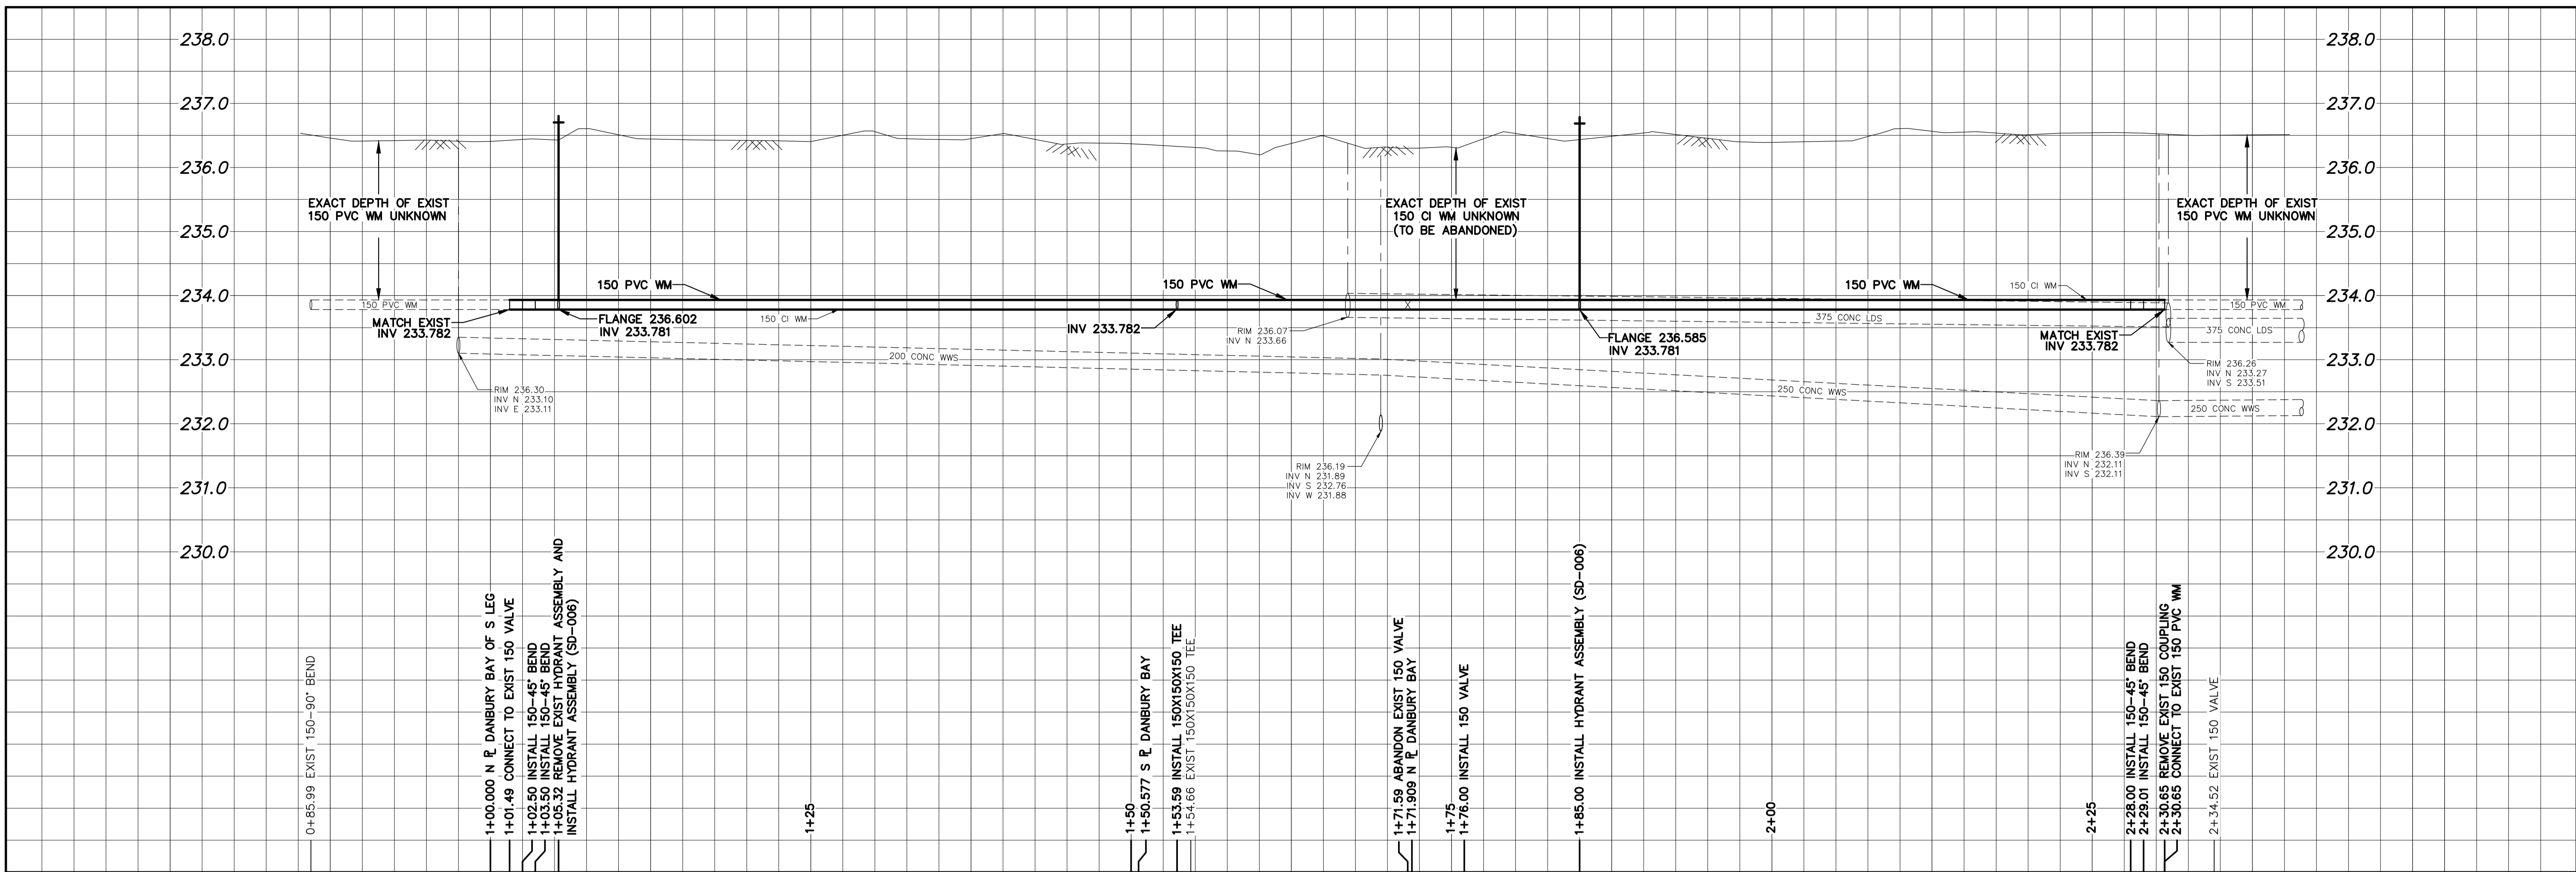 238.0
238.0
237.0
237.0
236.0
236.0
EXACT DEPTH OF EXIST
150 PVC WM UNKNOWN
EXACT DEPTH OF EXIST
150 CI WM UNKNOWN
(TO BE ABANDONED)
EXACT DEPTH OF EXIST
150 PVC WM UNKNOWN
235.0
235.0
150 PVC WM
150 PVC WM
150 PVC WM
150 CI WM
234.0
234.0
150 PVC WM
150 PVC WM
MATCH EXIST
INV 233.782
FLANGE 236.602
INV 233.781
150 CI WM
INV 233.782
RIM 236.07
INV N 233.66
FLANGE 236.585
INV 233.781
375 CONC LDS
MATCH EXIST
INV 233.782
375 CONC LDS
233.0
233.0
200 CONC WWS
RIM 236.26
INV N 233.27
INV S 233.51
RIM 236.30
INV N 233.10
INV E 233.11
250 CONC WWS
250 CONC WWS
232.0
232.0
RIM 236.19
INV N 231.89
INV S 232.76
INV W 231.88
RIM 236.39
INV N 232.11
INV S 232.11
231.0
231.0
230.0
230.0
0+85.99 EXIST 150-90° BEND
1+00.000 N PL DANBURY BAY OF S LEG
1+01.49 CONNECT TO EXIST 150 VALVE
1+02.50 INSTALL 150-45° BEND
1+03.50 INSTALL 150-45° BEND
1+05.32 REMOVE EXIST HYDRANT ASSEMBLY AND
INSTALL HYDRANT ASSEMBLY (SD-006)
1+25
1+50
1+50.577 S PL DANBURY BAY
1+53.59 INSTALL 150X150X150 TEE
1+54.66 EXIST 150X150X150 TEE
1+71.59 ABANDON EXIST 150 VALVE
1+71.909 N PL DANBURY BAY
1+75
1+76.00 INSTALL 150 VALVE
1+85.00 INSTALL HYDRANT ASSEMBLY (SD-006)
2+00
2+25
2+28.00 INSTALL 150-45° BEND
2+29.01 INSTALL 150-45° BEND
2+30.65 REMOVE EXIST 150 COUPLING
2+30.65 CONNECT TO EXIST 150 PVC WM
2+34.52 EXIST 150 VALVE